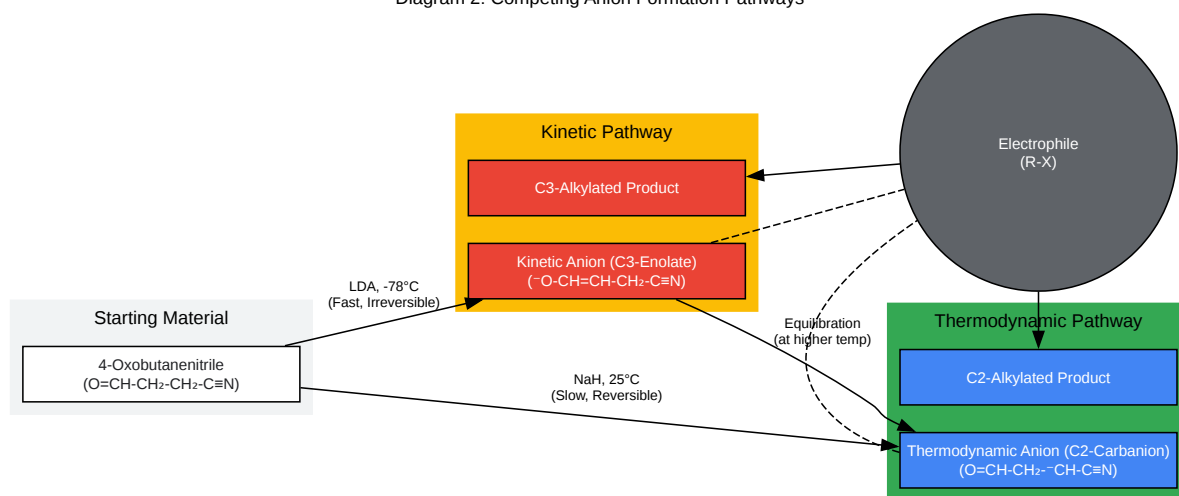 Diagram 2: Competing Anion Formation Pathways
Electrophile
(R-X)
Kinetic Pathway
C3-Alkylated Product
Kinetic Anion (C3-Enolate)
(⁻O-CH=CH-CH₂-C≡N)
LDA, -78°C
(Fast, Irreversible)
Starting Material
4-Oxobutanenitrile
(O=CH-CH₂-CH₂-C≡N)
Equilibration
(at higher temp)
NaH, 25°C
(Slow, Reversible)
Thermodynamic Pathway
C2-Alkylated Product
Thermodynamic Anion (C2-Carbanion)
(O=CH-CH₂-⁻CH-C≡N)